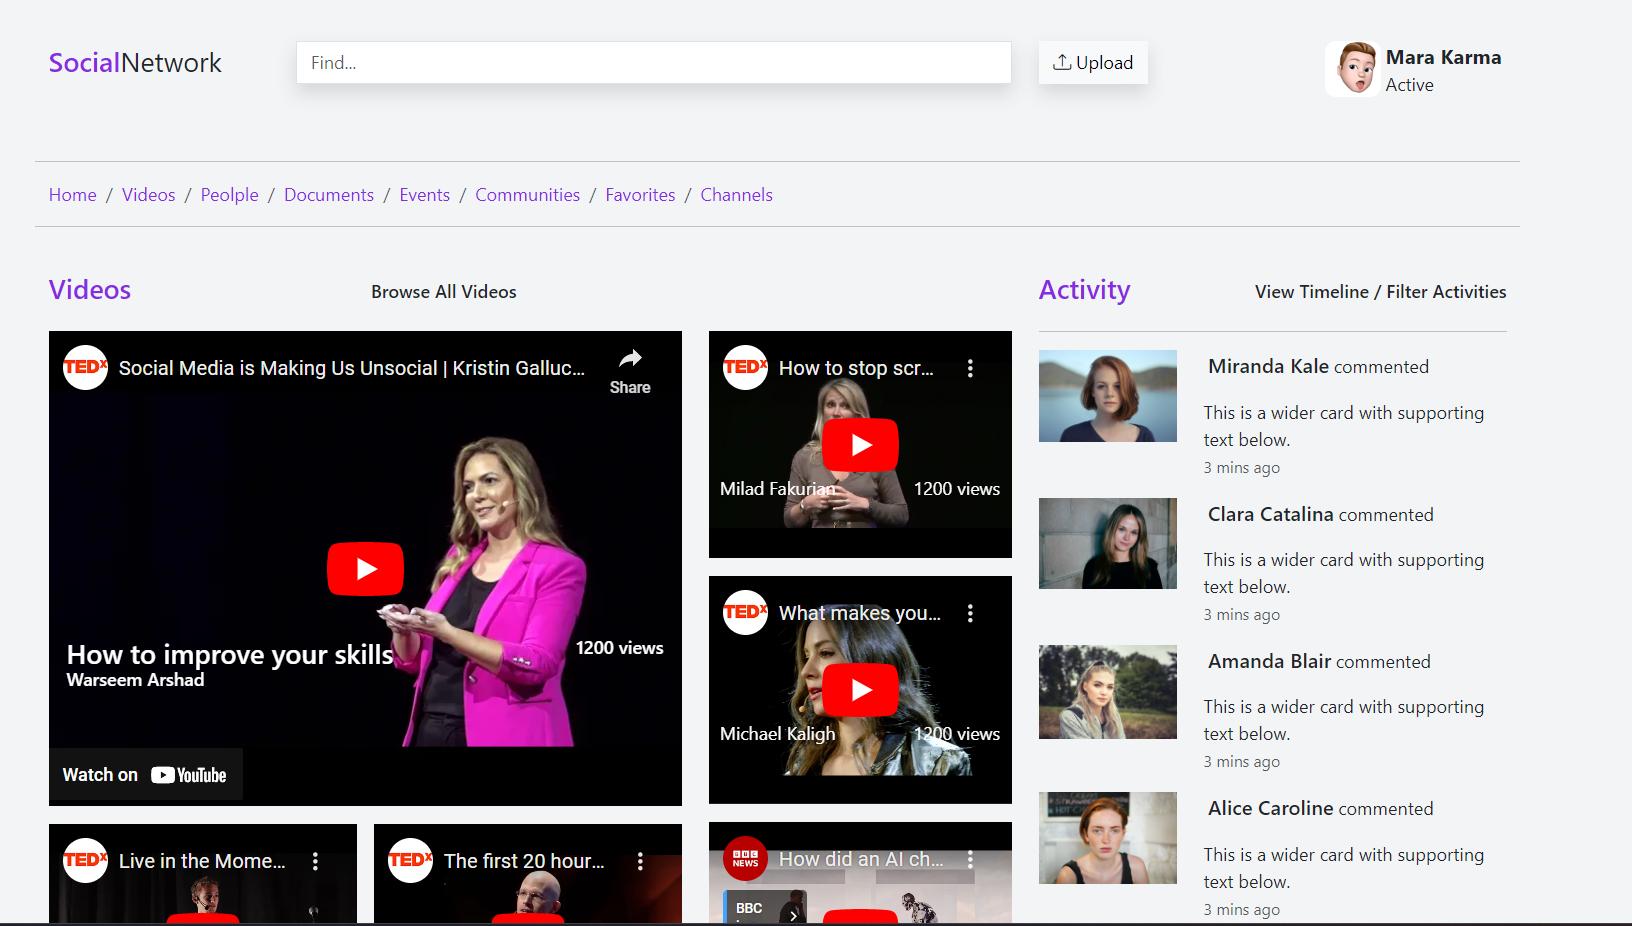 SocialNetwork
Find...
Upload
Mara Karma
Active
Home / Videos / Peolple / Documents / Events / Communities / Favorites / Channels
Videos
Browse All Videos
TEDx
Social Media is Making Us Unsocial | Kristin Galluc...
Share
How to improve your skills
Warseem Arshad
1200 views
Watch on YouTube
TEDx
How to stop scr...
Milad Fakurian
1200 views
TEDx
What makes you...
Michael Kaligh
1200 views
TEDx
Live in the Mome...
TEDx
The first 20 hour...
BBC
NEWS
How did an AI ch...
BBC
Activity
View Timeline / Filter Activities
Miranda Kale commented
This is a wider card with supporting
text below.
3 mins ago
Clara Catalina commented
This is a wider card with supporting
text below.
3 mins ago
Amanda Blair commented
This is a wider card with supporting
text below.
3 mins ago
Alice Caroline commented
This is a wider card with supporting
text below.
3 mins ago